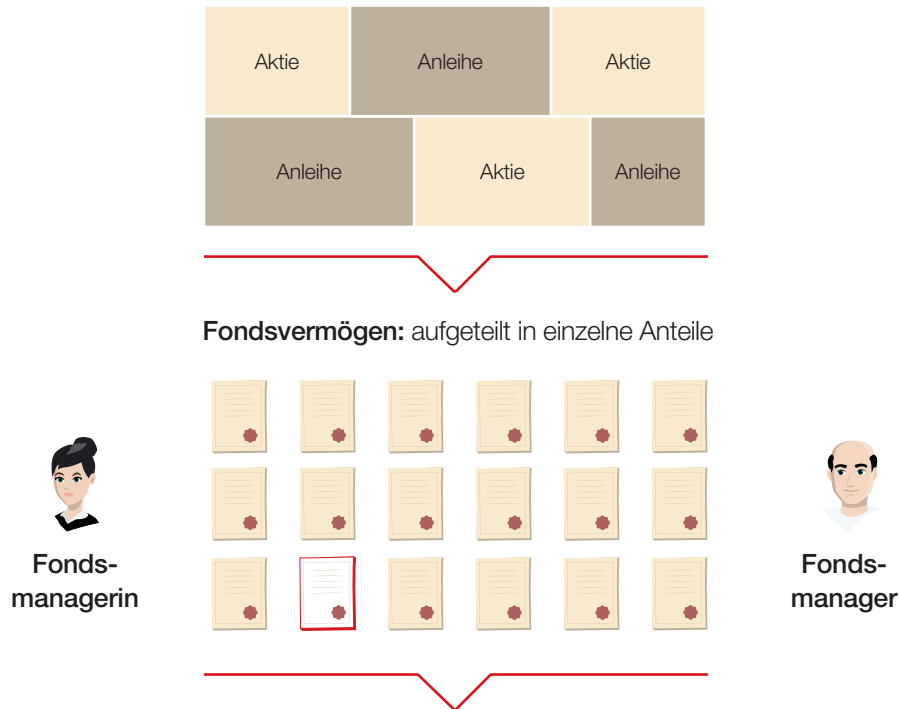 Aktie Anleihe Aktie
Anleihe Aktie Anleihe
Fondsvermögen: aufgeteilt in einzelne Anteile
Fonds-
managerin
Fonds-
manager